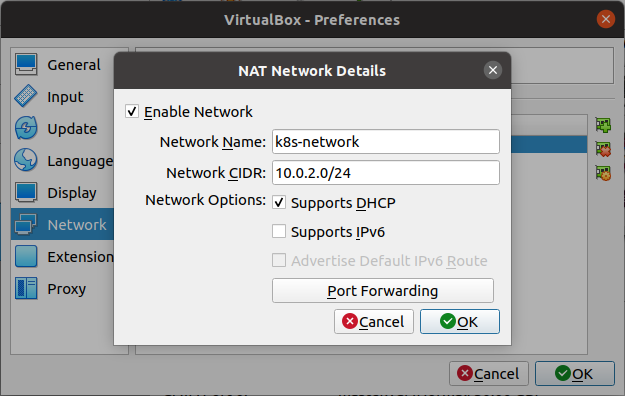 VirtualBox - Preferences
General
Input
Update
Language
Display
Network
Extension
Proxy
NAT Network Details
Enable Network
Network Name: k8s-network
Network CIDR: 10.0.2.0/24
Network Options: Supports DHCP
Supports IPv6
Advertise Default IPv6 Route
Port Forwarding
Cancel OK
Cancel OK